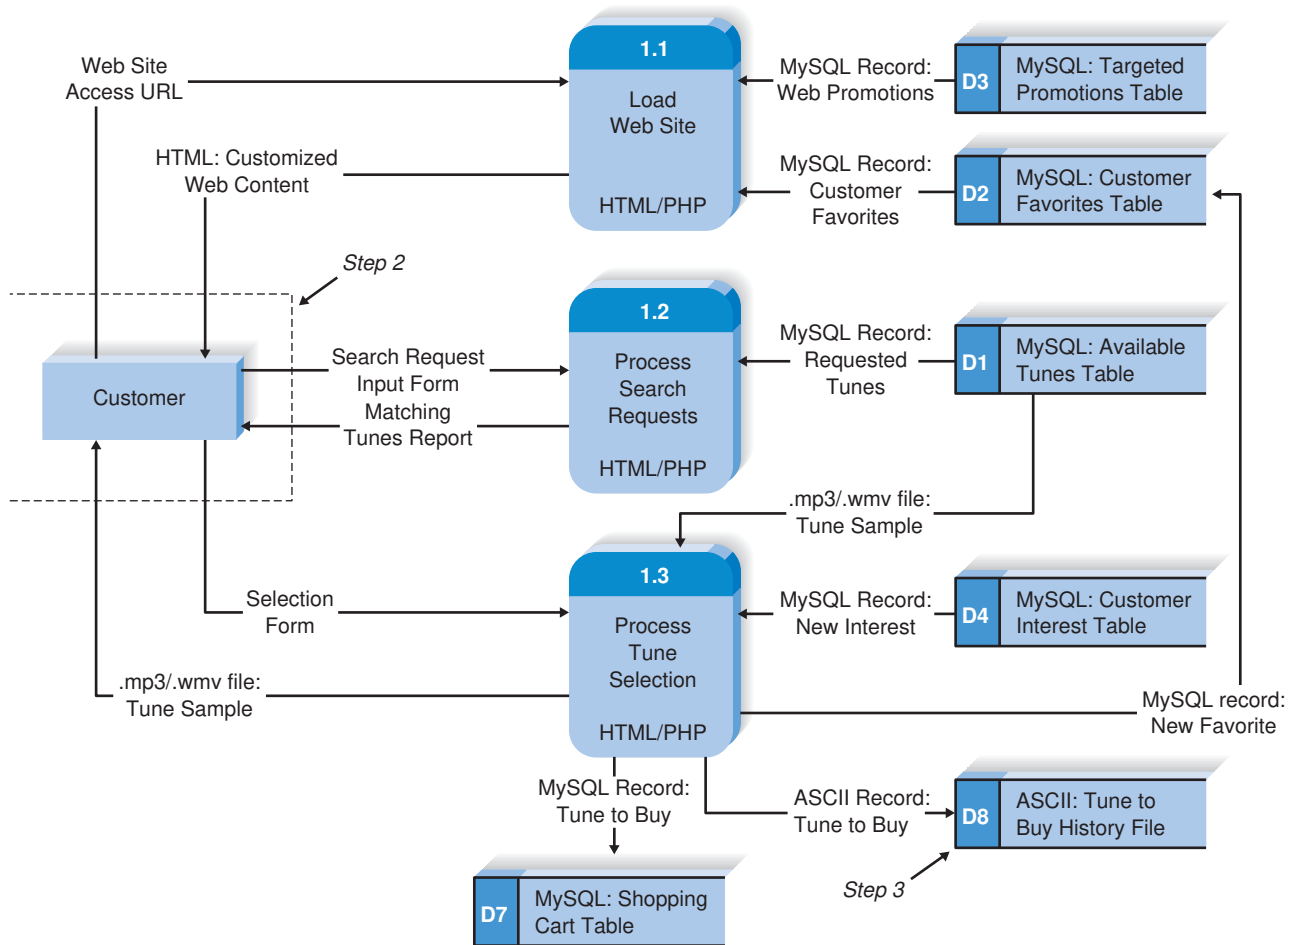 Web Site
Access URL
1.1
Load
Web Site
HTML/PHP
MySQL Record:
Web Promotions
D3
MySQL: Targeted
Promotions Table
HTML: Customized
Web Content
MySQL Record:
Customer
Favorites
D2
MySQL: Customer
Favorites Table
Step 2
Customer
Search Request
Input Form
Matching
Tunes Report
1.2
Process
Search
Requests
HTML/PHP
MySQL Record:
Requested
Tunes
D1
MySQL: Available
Tunes Table
.mp3/.wmv file:
Tune Sample
Selection
Form
.mp3/.wmv file:
Tune Sample
1.3
Process
Tune
Selection
HTML/PHP
MySQL Record:
New Interest
D4
MySQL: Customer
Interest Table
MySQL record:
New Favorite
MySQL Record:
Tune to Buy
ASCII Record:
Tune to Buy
D8
ASCII: Tune to
Buy History File
Step 3
D7
MySQL: Shopping
Cart Table